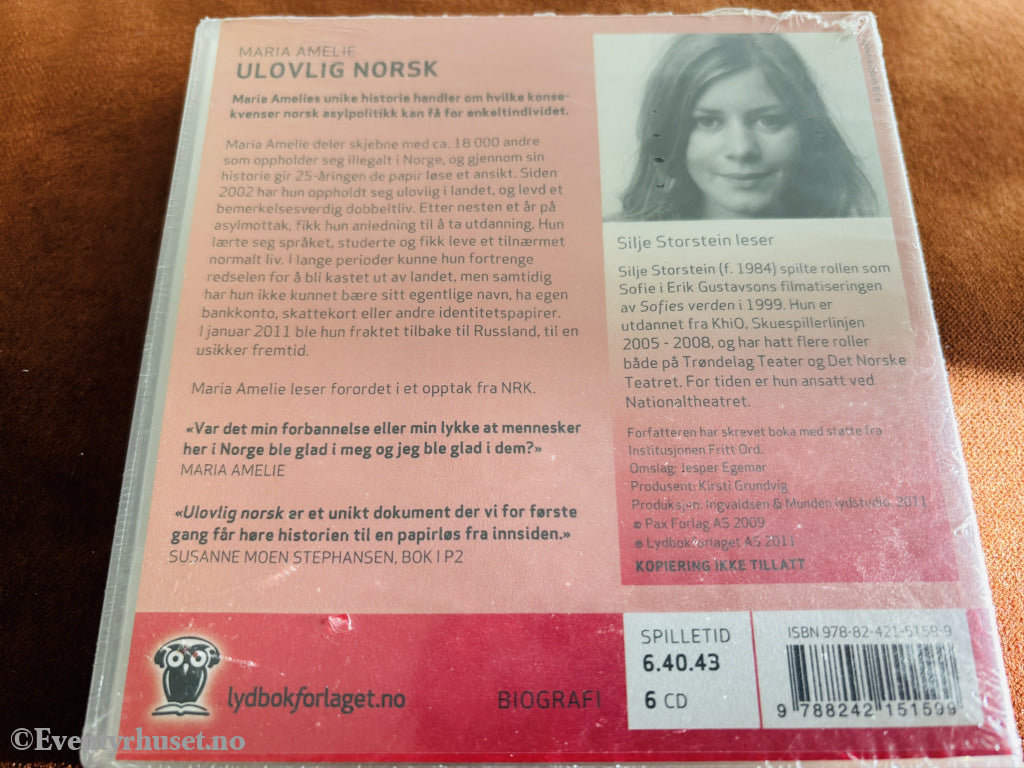 MARIA AMELIE
ULOVLIG NORSK
Maria Amelies unike historie handler om hvilke konse-
kvenser norsk asylpolitikk kan få for enkeltindividet.
Maria Amelie deler skjebne med ca. 18 000 andre
som oppholder seg illegalt i Norge, og gjennom sin
historie gir 25-åringen de papir løse et ansikt. Siden
2002 har hun oppholdt seg ulovlig i landet, og levd et
bemerkelsesverdig dobbeltliv. Etter nesten et år på
asylmottak, fikk hun anledning til å ta utdanning. Hun
lærte seg språket, studerte og fikk leve et tilnærmet
normalt liv. I lange perioder kunne hun fortrenge
redselen for å bli kastet ut av landet, men samtidig
har hun ikke kunnet bære sitt egentlige navn, ha egen
bankkonto, skattekort eller andre identitetspapirer.
I januar 2011 ble hun fraktet tilbake til Russland, til en
usikker fremtid.
Maria Amelie leser forordet i et opptak fra NRK.
«Var det min forbannelse eller min lykke at mennesker
her i Norge ble glad i meg og jeg ble glad i dem?»
MARIA AMELIE
«Ulovlig norsk er et unikt dokument der vi for første
gang får høre historien til en papirløs fra innsiden.»
SUSANNE MOEN STEPHANSEN, BOK I P2
Silje Storstein leser
Silje Storstein (f. 1984) spilte rollen som
Sofie i Erik Gustavsons filmatiseringen
av Sofies verden i 1999. Hun er
utdannet fra KhiO, Skuespillerlinjen
2005 - 2008, og har hatt flere roller
både på Trøndelag Teater og Det Norske
Teatret. For tiden er hun ansatt ved
Nationaltheatret.
Forfatteren har skrevet boka med støtte fra
Institusjonen Fritt Ord.
Omslag: Jesper Egemar
Produsent: Kirsti Grundvig
Produksjon: Ingvaldsen & Munden lydstudio, 2011
© Pax Forlag AS 2009
℗ Lydbokforlaget AS 2011
KOPIERING IKKE TILLATT
lydbokforlaget.no
BIOGRAFI
SPILLETID
6.40.43
6 CD
ISBN 978-82-421-5159-9
9 788242 151599
©Eventyrhuset.no